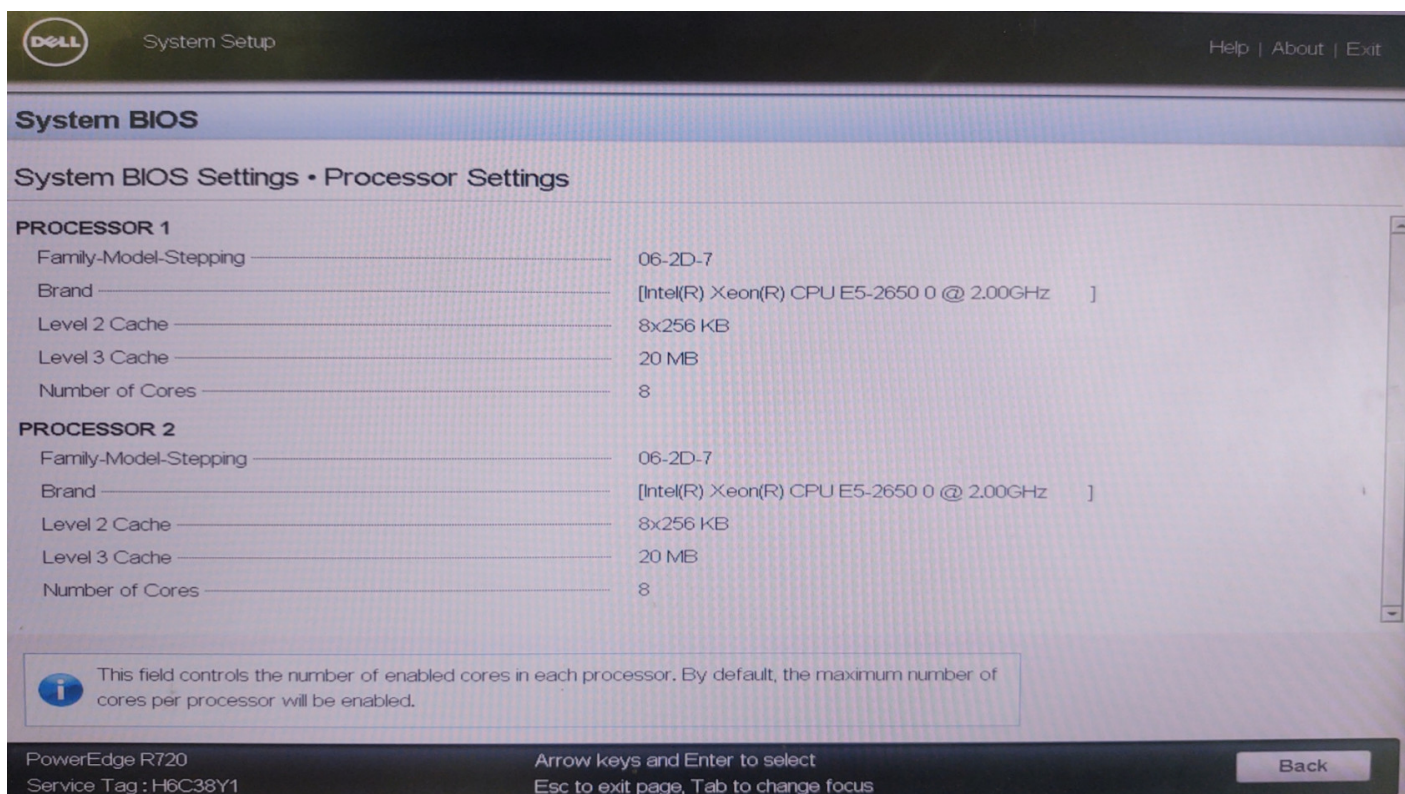 DELL
System Setup
Help | About | Exit
System BIOS
System BIOS Settings • Processor Settings
PROCESSOR 1
Family-Model-Stepping 06-2D-7
Brand [Intel(R) Xeon(R) CPU E5-2650 0 @ 2.00GHz ]
Level 2 Cache 8x256 KB
Level 3 Cache 20 MB
Number of Cores 8
PROCESSOR 2
Family-Model-Stepping 06-2D-7
Brand [Intel(R) Xeon(R) CPU E5-2650 0 @ 2.00GHz ]
Level 2 Cache 8x256 KB
Level 3 Cache 20 MB
Number of Cores 8
i
This field controls the number of enabled cores in each processor. By default, the maximum number of
cores per processor will be enabled.
PowerEdge R720
Service Tag : H6C38Y1
Arrow keys and Enter to select
Esc to exit page, Tab to change focus
Back